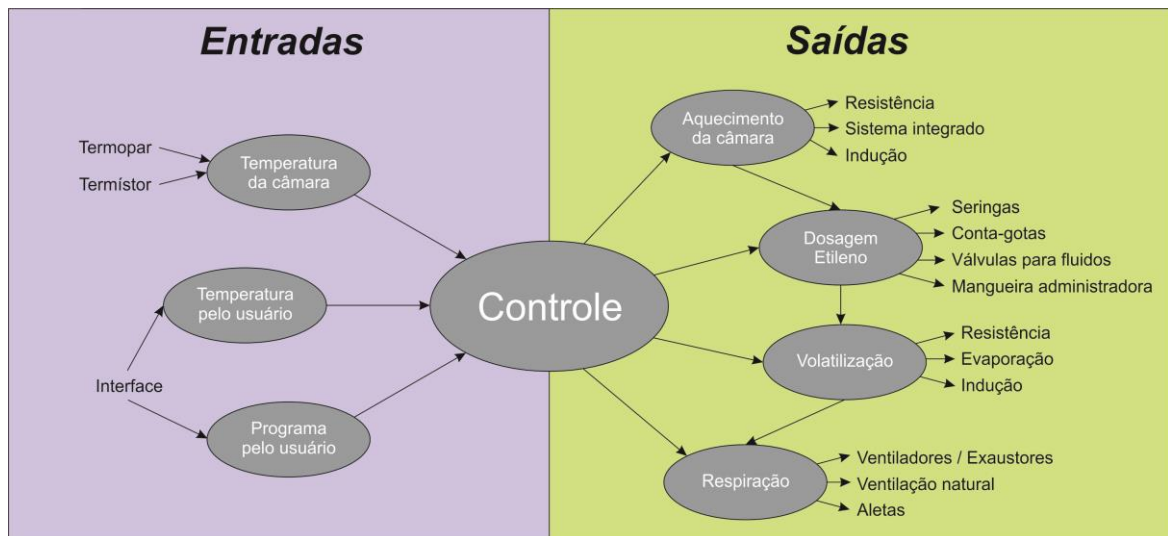 Entradas
Saídas
Termopar
Termístor
Temperatura
da câmara
Temperatura
pelo usuário
Interface
Programa
pelo usuário
Controle
Aquecimento
da câmara
Resistência
Sistema integrado
Indução
Dosagem
Etileno
Seringas
Conta-gotas
Válvulas para fluidos
Mangueira administradora
Volatilização
Resistência
Evaporação
Indução
Respiração
Ventiladores / Exaustores
Ventilação natural
Aletas